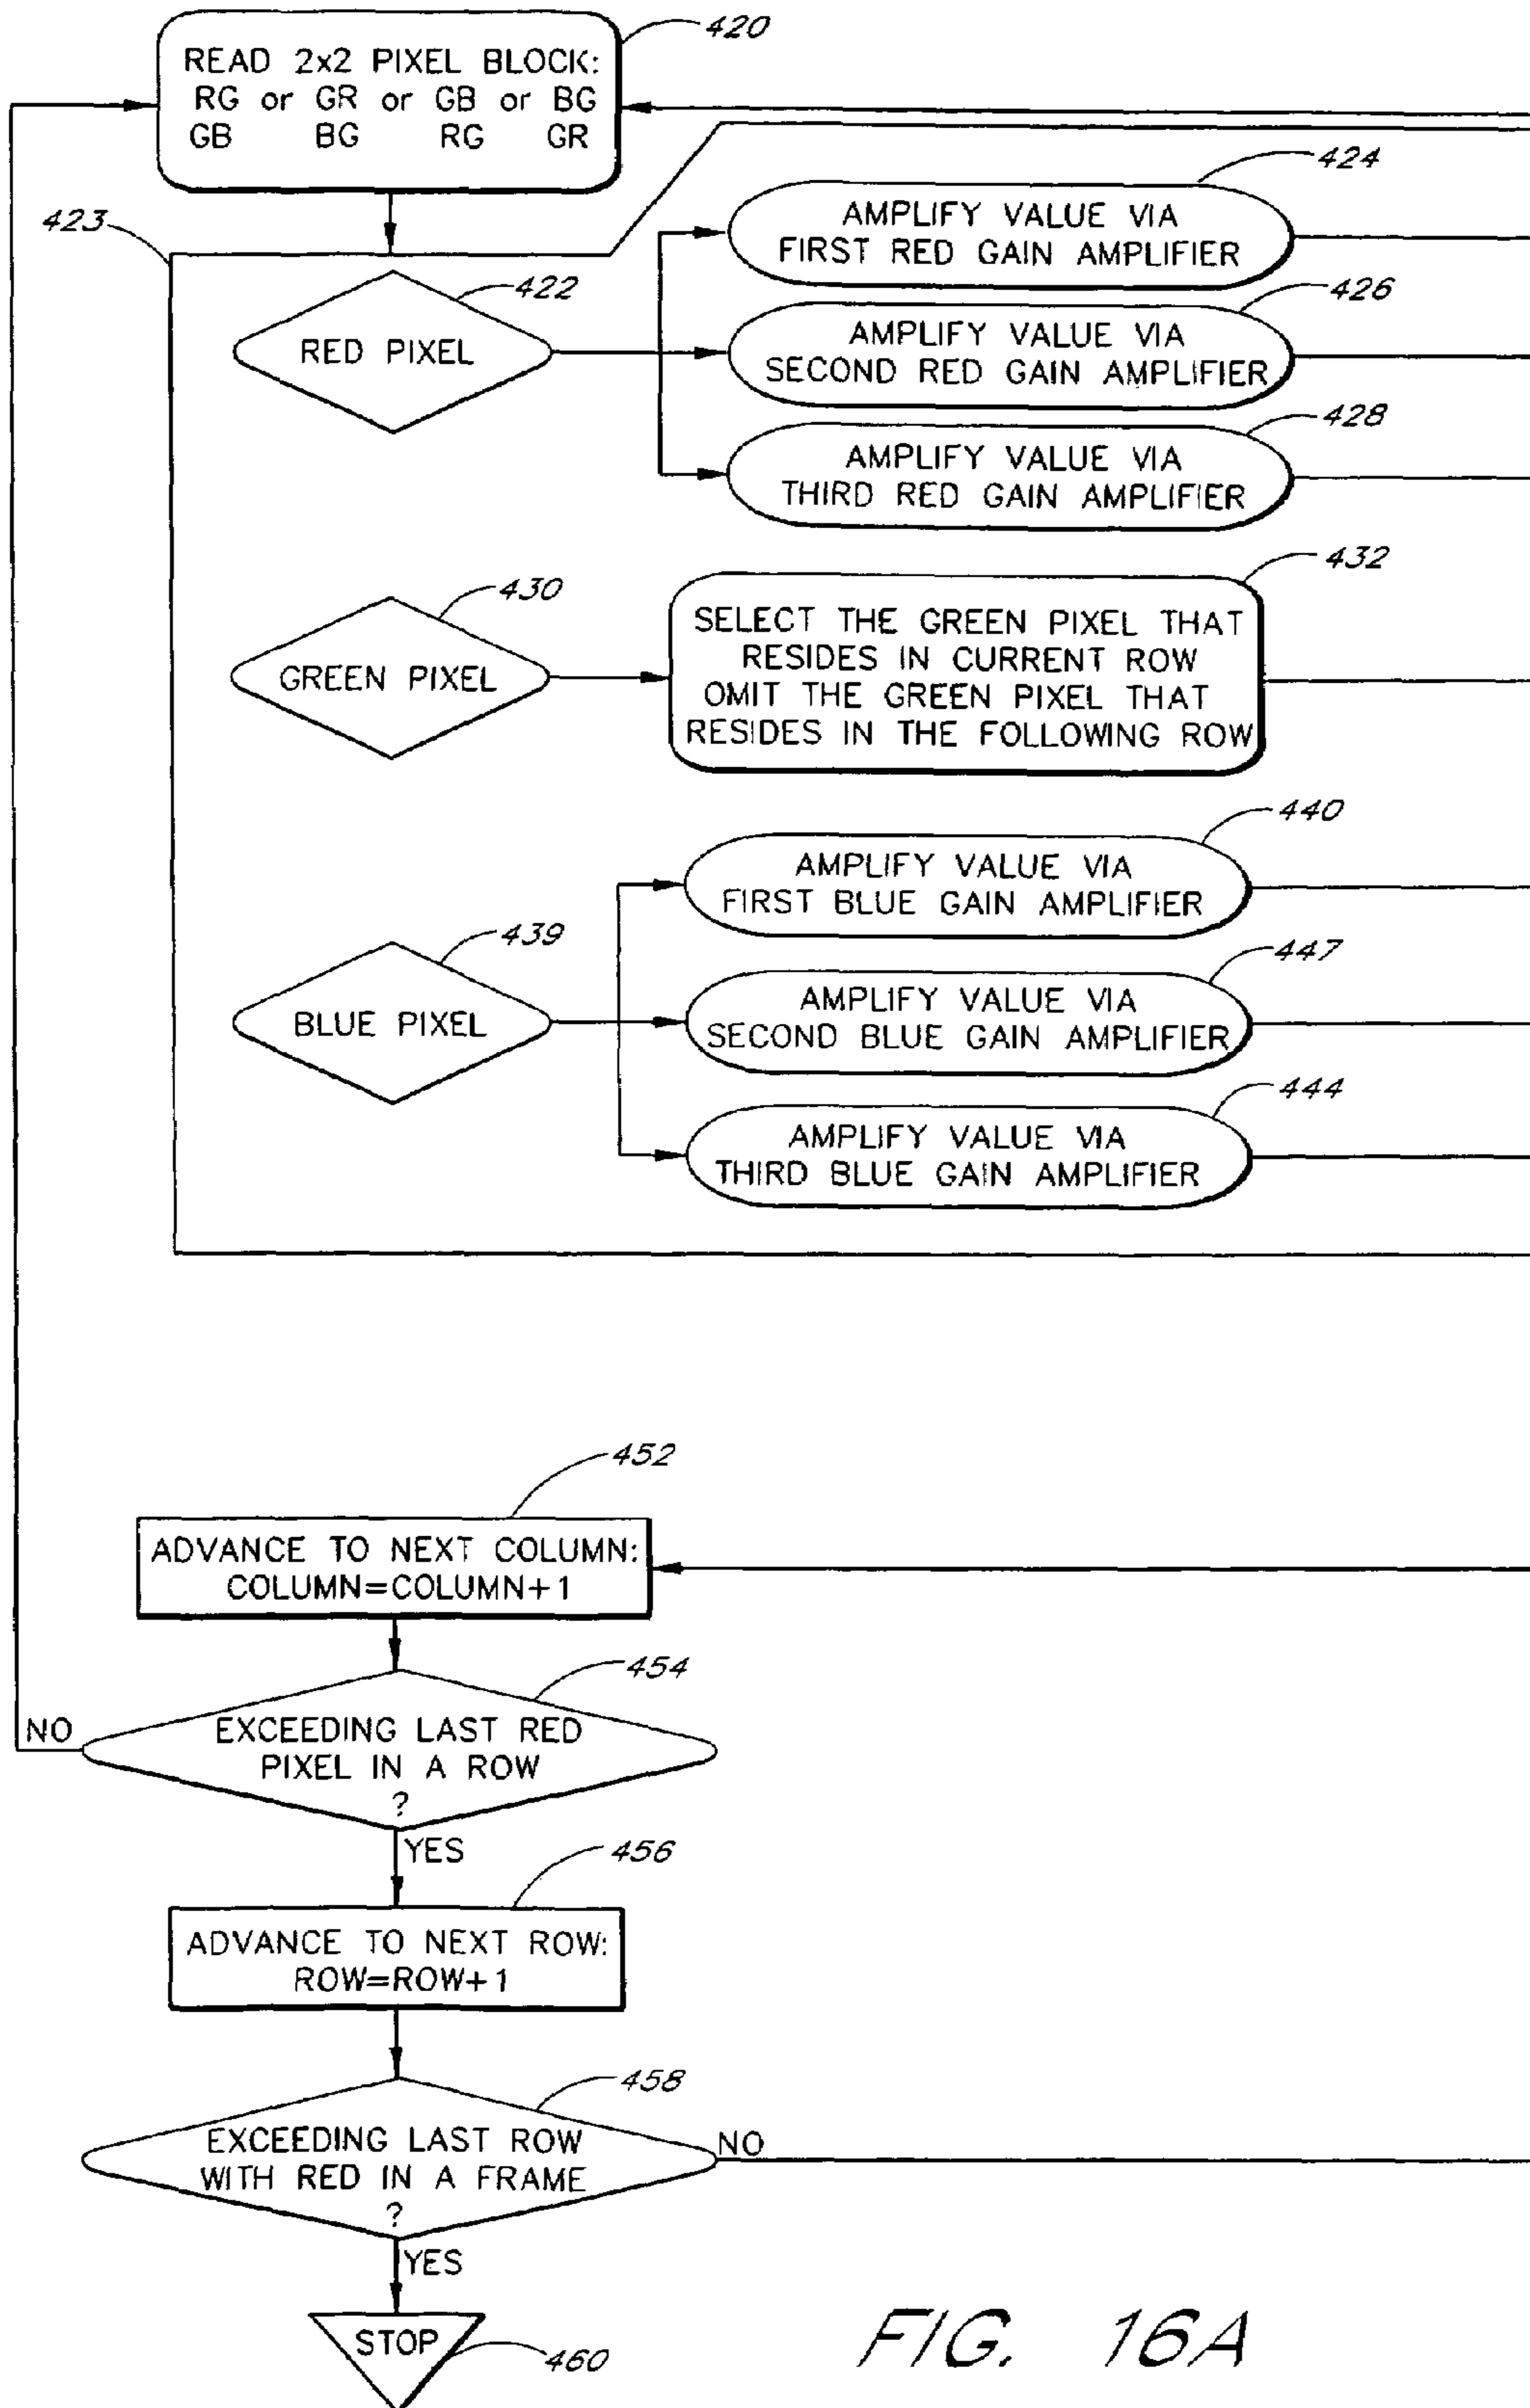 420
READ 2x2 PIXEL BLOCK:
RG or GR or GB or BG
GB BG RG GR
423
422
RED PIXEL
424
AMPLIFY VALUE VIA
FIRST RED GAIN AMPLIFIER
426
AMPLIFY VALUE VIA
SECOND RED GAIN AMPLIFIER
428
AMPLIFY VALUE VIA
THIRD RED GAIN AMPLIFIER
430
GREEN PIXEL
432
SELECT THE GREEN PIXEL THAT
RESIDES IN CURRENT ROW
OMIT THE GREEN PIXEL THAT
RESIDES IN THE FOLLOWING ROW
439
BLUE PIXEL
440
AMPLIFY VALUE VIA
FIRST BLUE GAIN AMPLIFIER
447
AMPLIFY VALUE VIA
SECOND BLUE GAIN AMPLIFIER
444
AMPLIFY VALUE VIA
THIRD BLUE GAIN AMPLIFIER
452
ADVANCE TO NEXT COLUMN:
COLUMN=COLUMN+1
454
EXCEEDING LAST RED
PIXEL IN A ROW
?
NO
YES
456
ADVANCE TO NEXT ROW:
ROW=ROW+1
458
EXCEEDING LAST ROW
WITH RED IN A FRAME
?
NO
YES
STOP
460
FIG. 16A